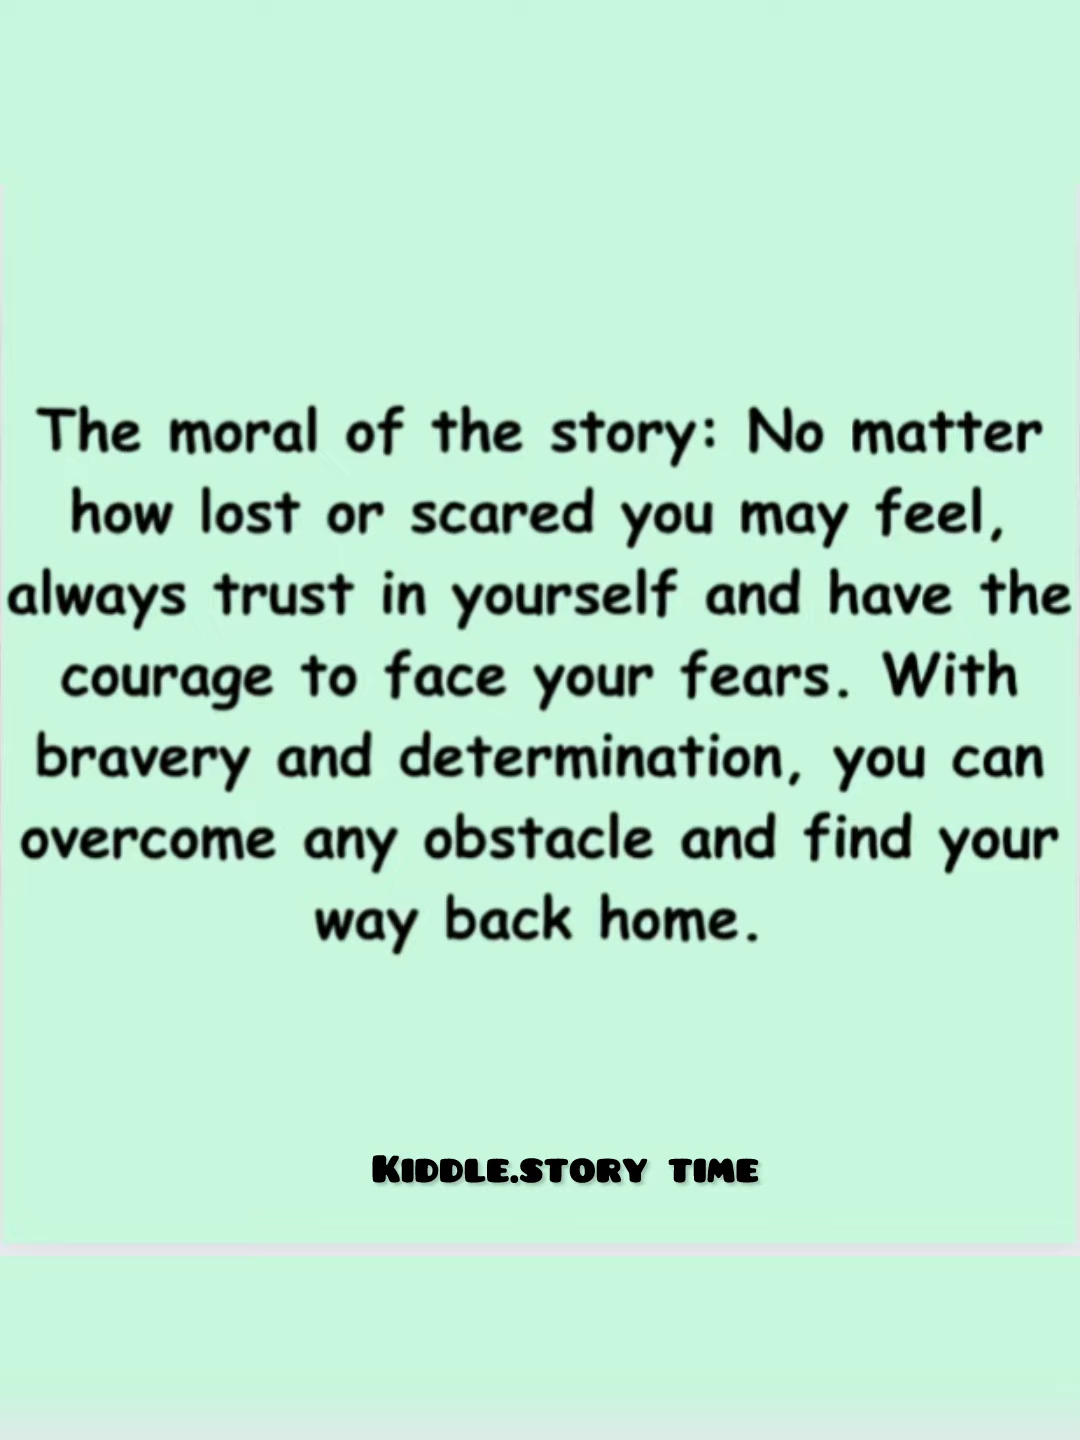 The moral of the story: No matter
how lost or scared you may feel,
always trust in yourself and have the
courage to face your fears. With
bravery and determination, you can
overcome any obstacle and find your
way back home.
Kiddle.story time